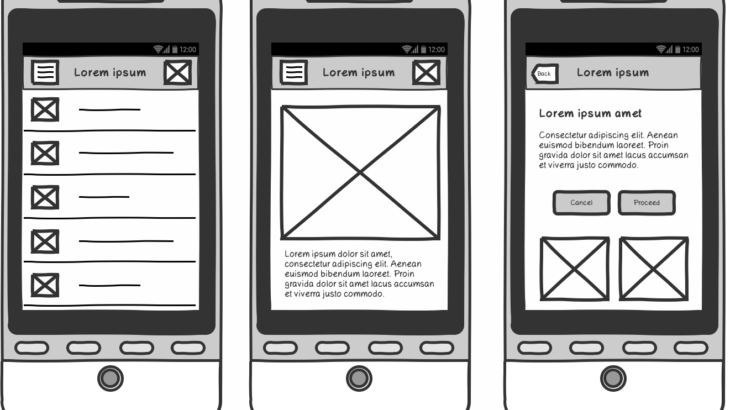 12:00
Lorem ipsum
12:00
Lorem ipsum
Lorem ipsum dolor sit amet,
consectetur adipiscing elit. Aenean
euismod bibendum laoreet. Proin
gravida dolor sit amet lacus accumsan
et viverra justo commodo.
12:00
Back
Lorem ipsum
Lorem ipsum amet
Consectetur adipiscing elit. Aenean
euismod bibendum laoreet. Proin
gravida dolor sit amet lacus accumsan
et viverra justo commodo.
Cancel
Proceed